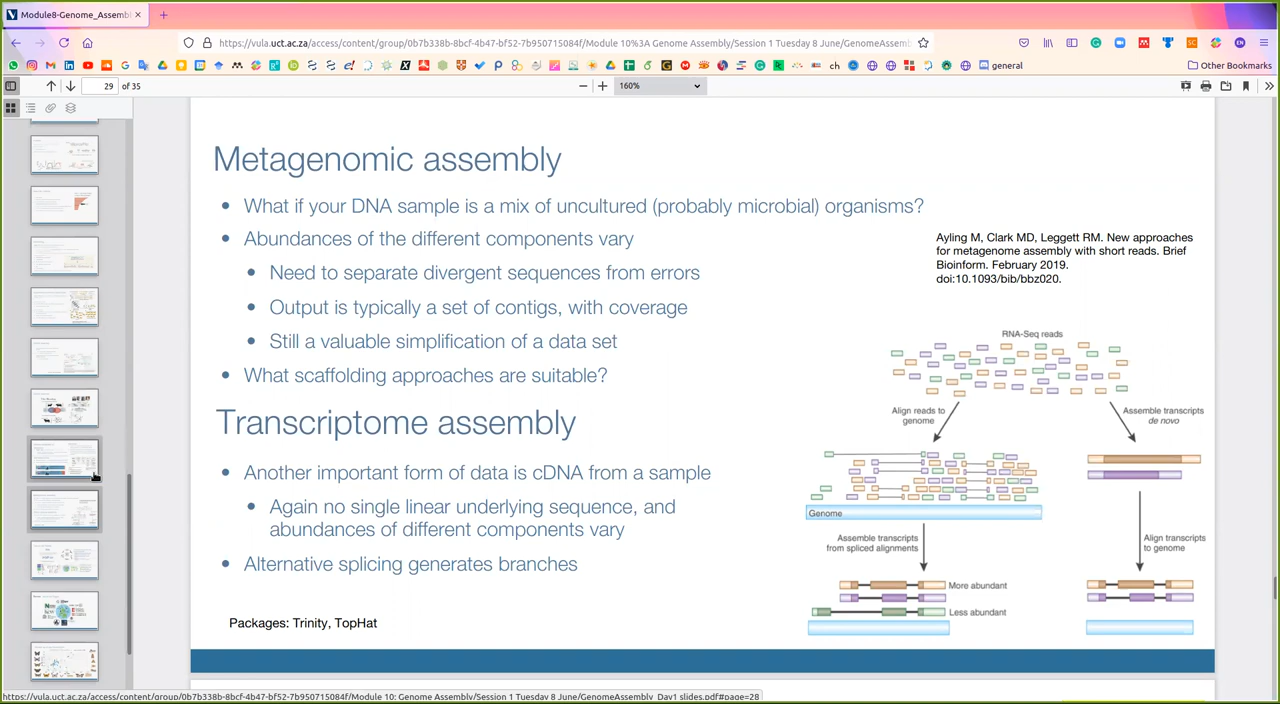 Module8-Genome_Assemb
https://vula.uct.ac.za/access/content/group/0b7b338b-8bcf-4b47-bf52-7b950715084f/Module 10%3A Genome Assembly/Session 1 Tuesday 8 June/GenomeAssemb
ch
general
Other Bookmarks
29 of 35
160%
Metagenomic assembly
• What if your DNA sample is a mix of uncultured (probably microbial) organisms?
• Abundances of the different components vary
• Need to separate divergent sequences from errors
• Output is typically a set of contigs, with coverage
• Still a valuable simplification of a data set
• What scaffolding approaches are suitable?
Ayling M, Clark MD, Leggett RM. New approaches
for metagenome assembly with short reads. Brief
Bioinform. February 2019.
doi:10.1093/bib/bbz020.
Transcriptome assembly
• Another important form of data is cDNA from a sample
• Again no single linear underlying sequence, and
abundances of different components vary
• Alternative splicing generates branches
Packages: Trinity, TopHat
RNA-Seq reads
Align reads to
genome
Assemble transcripts
de novo
Genome
Assemble transcripts
from spliced alignments
Align transcripts
to genome
More abundant
Less abundant
https://vula.uct.ac.za/access/content/group/0b7b338b-8bcf-4b47-bf52-7b950715084f/Module 10: Genome Assembly/Session 1 Tuesday 8 June/GenomeAssembly_Day1 slides.pdf#page=28